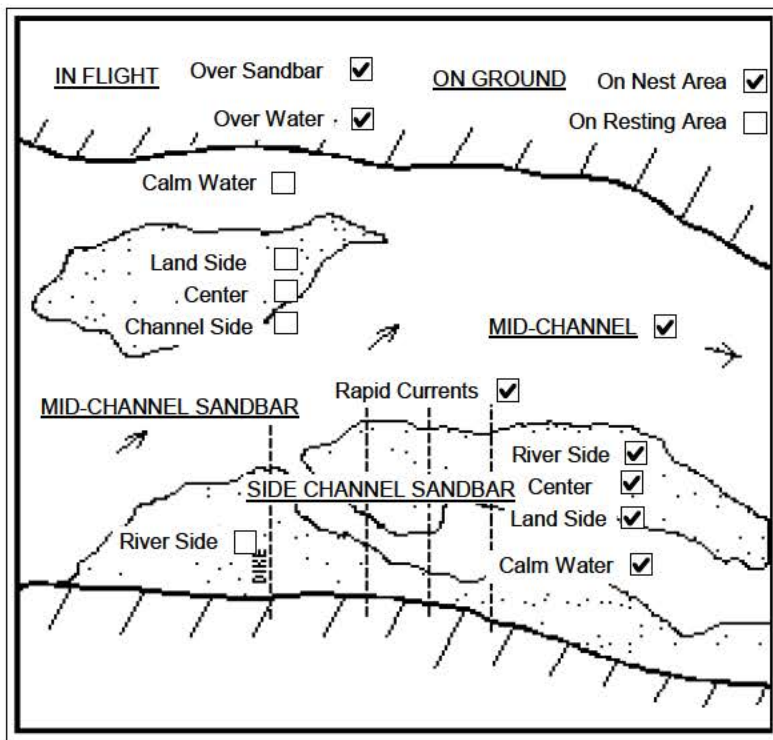 IN FLIGHT
Over Sandbar
ON GROUND
On Nest Area
Over Water
On Resting Area
Calm Water
Land Side
Center
Channel Side
MID-CHANNEL
Rapid Currents
MID-CHANNEL SANDBAR
River Side
SIDE CHANNEL SANDBAR
Center
Land Side
River Side
DIKE
Calm Water